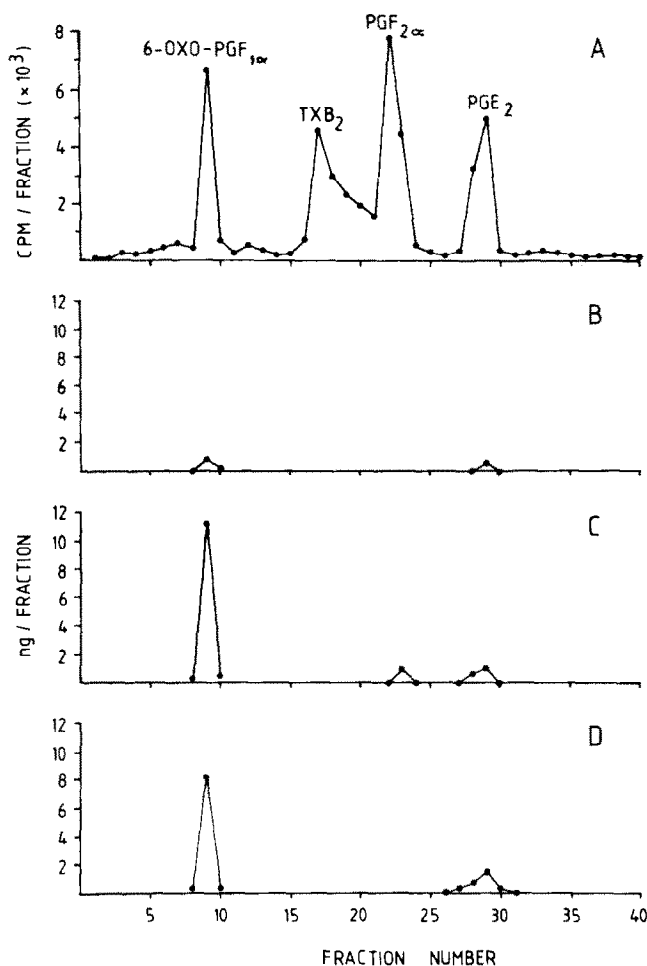 CPM / FRACTION (×10³)
8
6
4
2
6-OXO-PGF₁α
TXB₂
PGF₂α
PGE₂
A
12
10
8
6
4
2
B
ng / FRACTION
12
10
8
6
4
2
C
12
10
8
6
4
2
D
5 10 15 20 25 30 35 40
FRACTION NUMBER